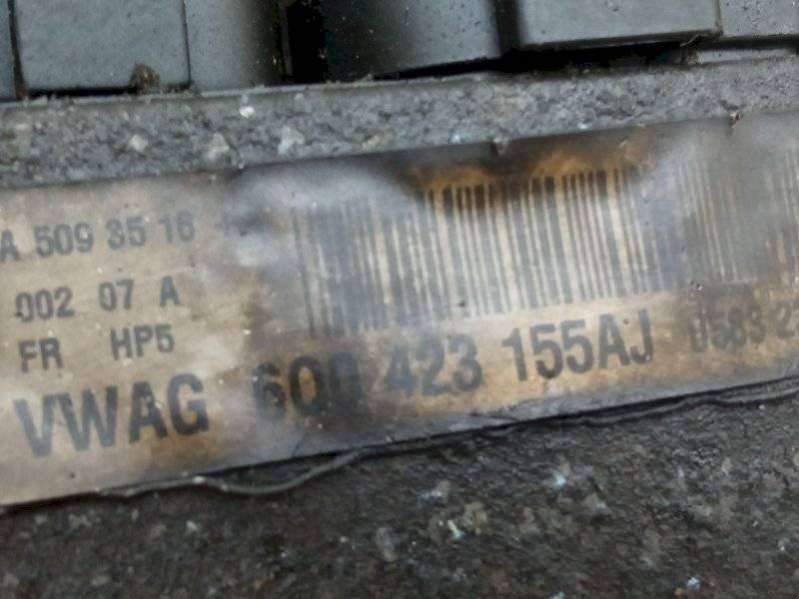 A 509 35 16
002 07 A
FR HP5
VWAG 6Q0 423 155AJ